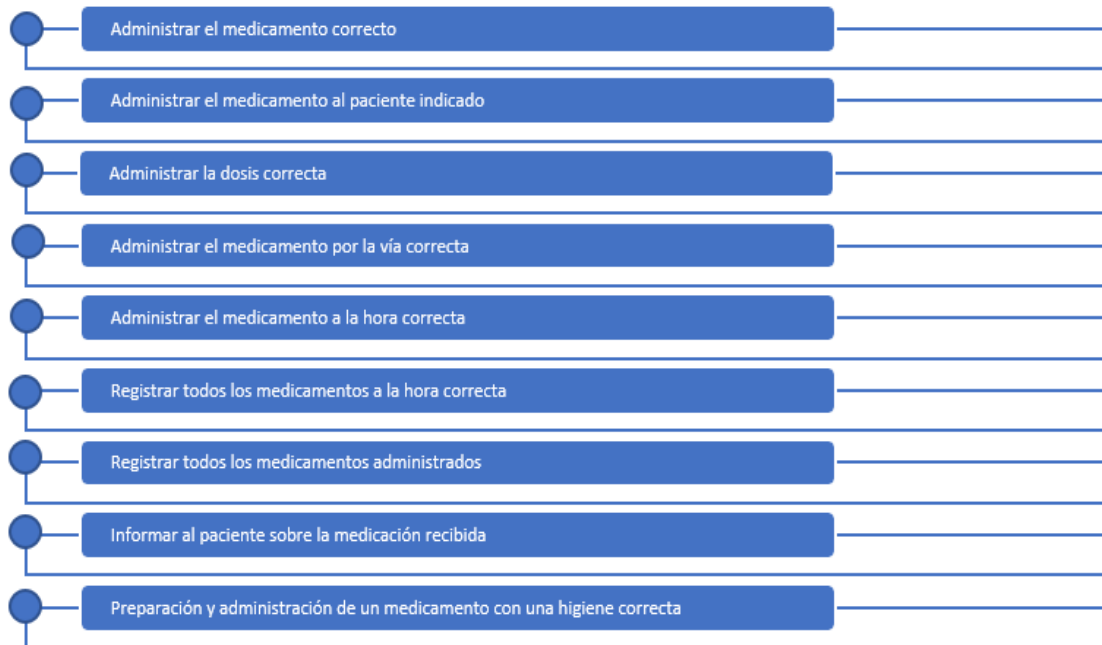 Administrar el medicamento correcto
Administrar el medicamento al paciente indicado
Administrar la dosis correcta
Administrar el medicamento por la vía correcta
Administrar el medicamento a la hora correcta
Registrar todos los medicamentos a la hora correcta
Registrar todos los medicamentos administrados
Informar al paciente sobre la medicación recibida
Preparación y administración de un medicamento con una higiene correcta